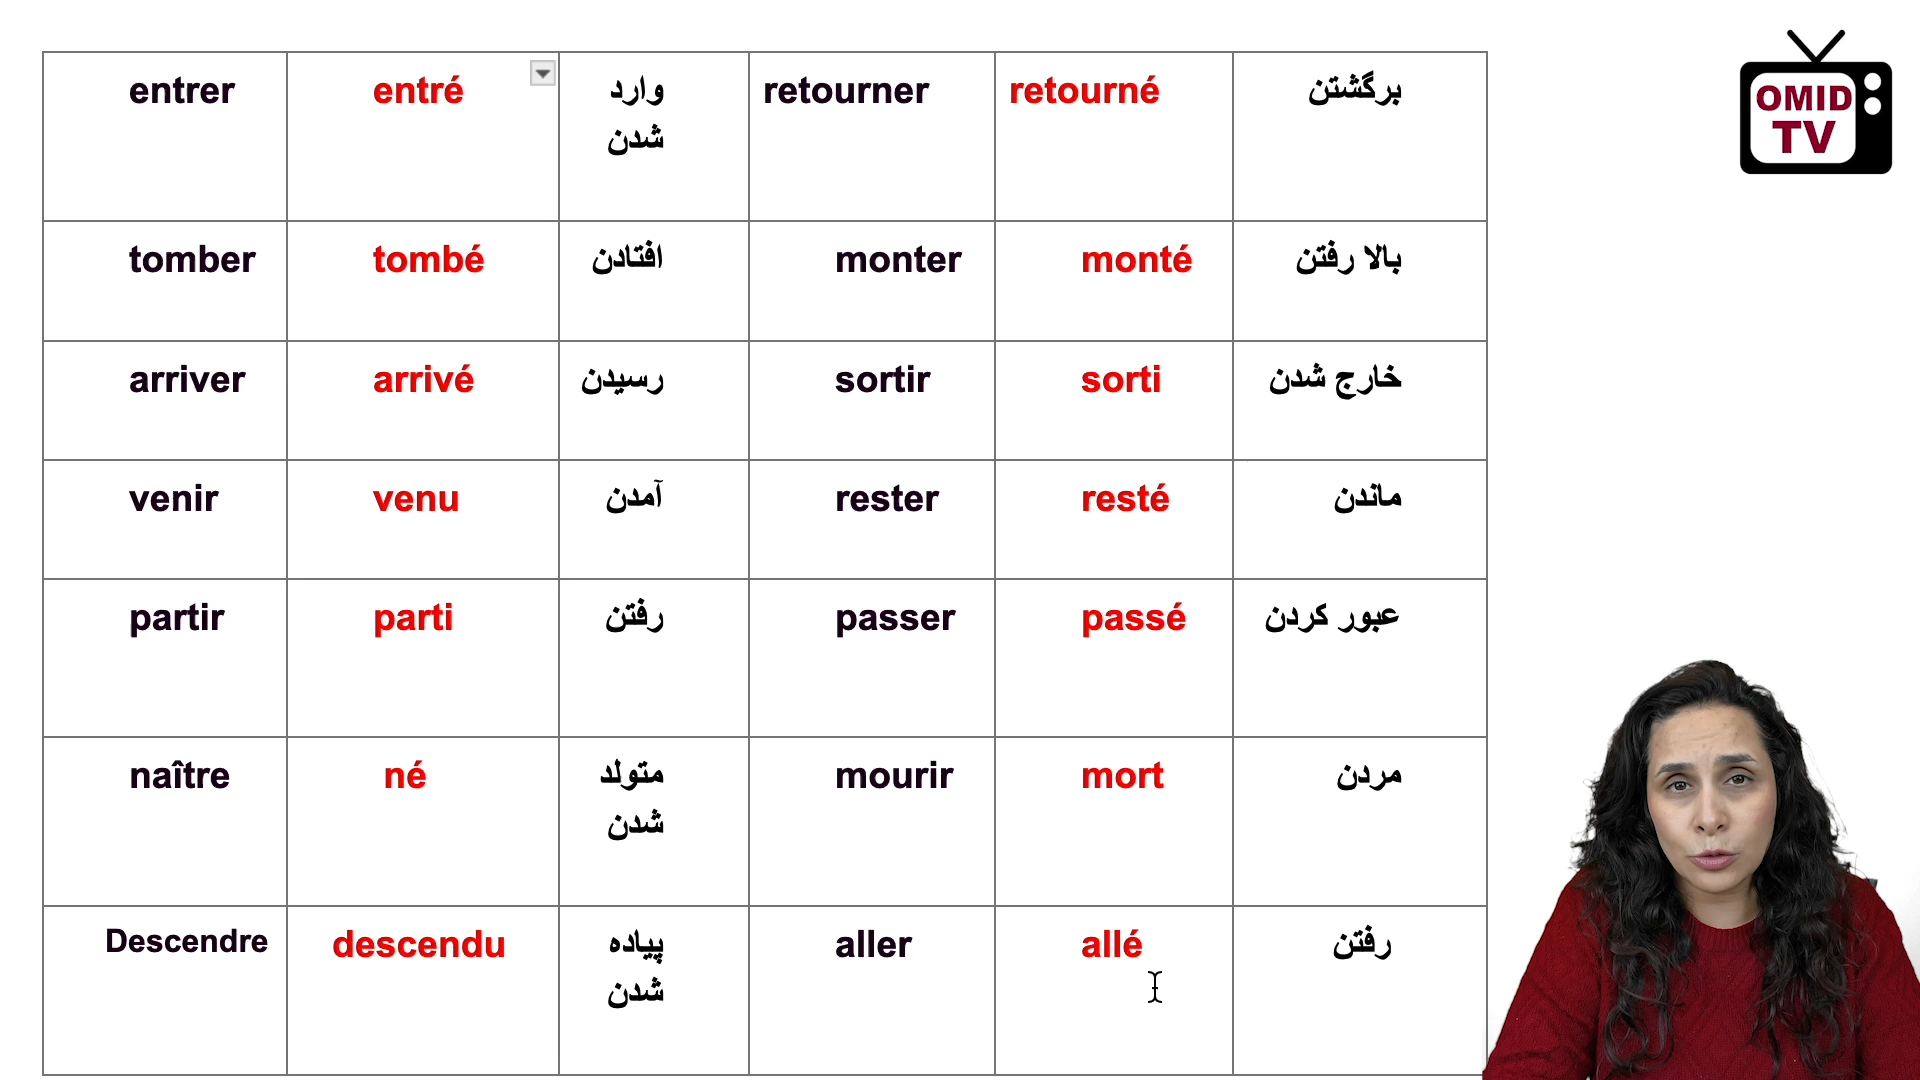 entrer entré وارد شدن retourner retourné برگشتن
tomber tombé افتادن monter monté بالا رفتن
arriver arrivé رسیدن sortir sorti خارج شدن
venir venu آمدن rester resté ماندن
partir parti رفتن passer passé عبور کردن
naître né متولد شدن mourir mort مردن
Descendre descendu پیاده شدن aller allé رفتن
OMID
TV